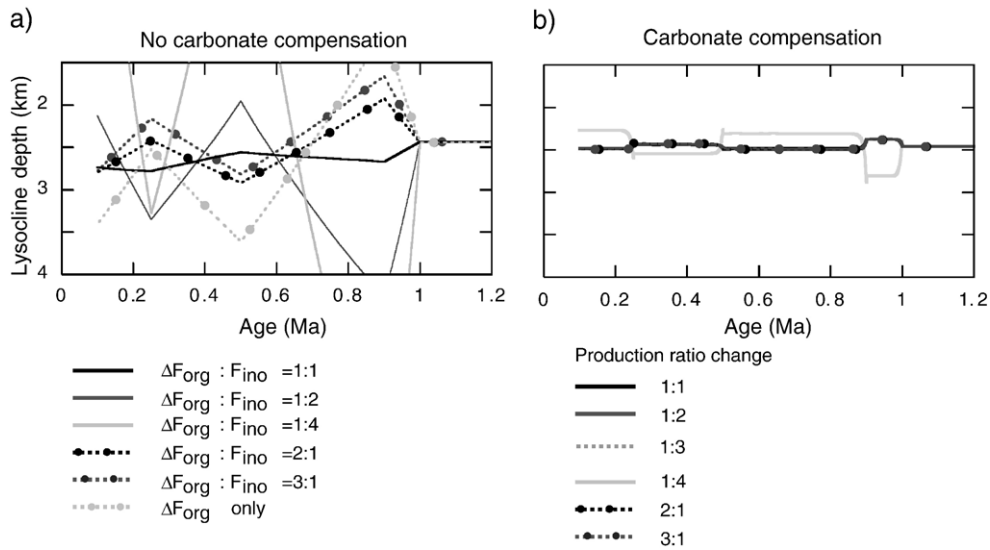 a)
No carbonate compensation
Lysocline depth (km)
2
3
4
0 0.2 0.4 0.6 0.8 1 1.2
Age (Ma)
ΔForg : Fino =1:1
ΔForg : Fino =1:2
ΔForg : Fino =1:4
ΔForg : Fino =2:1
ΔForg : Fino =3:1
ΔForg only
b)
Carbonate compensation
0 0.2 0.4 0.6 0.8 1 1.2
Age (Ma)
Production ratio change
1:1
1:2
1:3
1:4
2:1
3:1